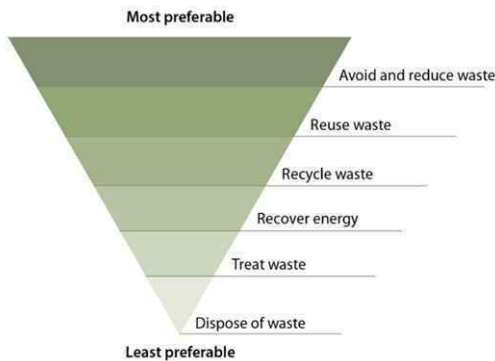 Most preferable
Avoid and reduce waste
Reuse waste
Recycle waste
Recover energy
Treat waste
Dispose of waste
Least preferable